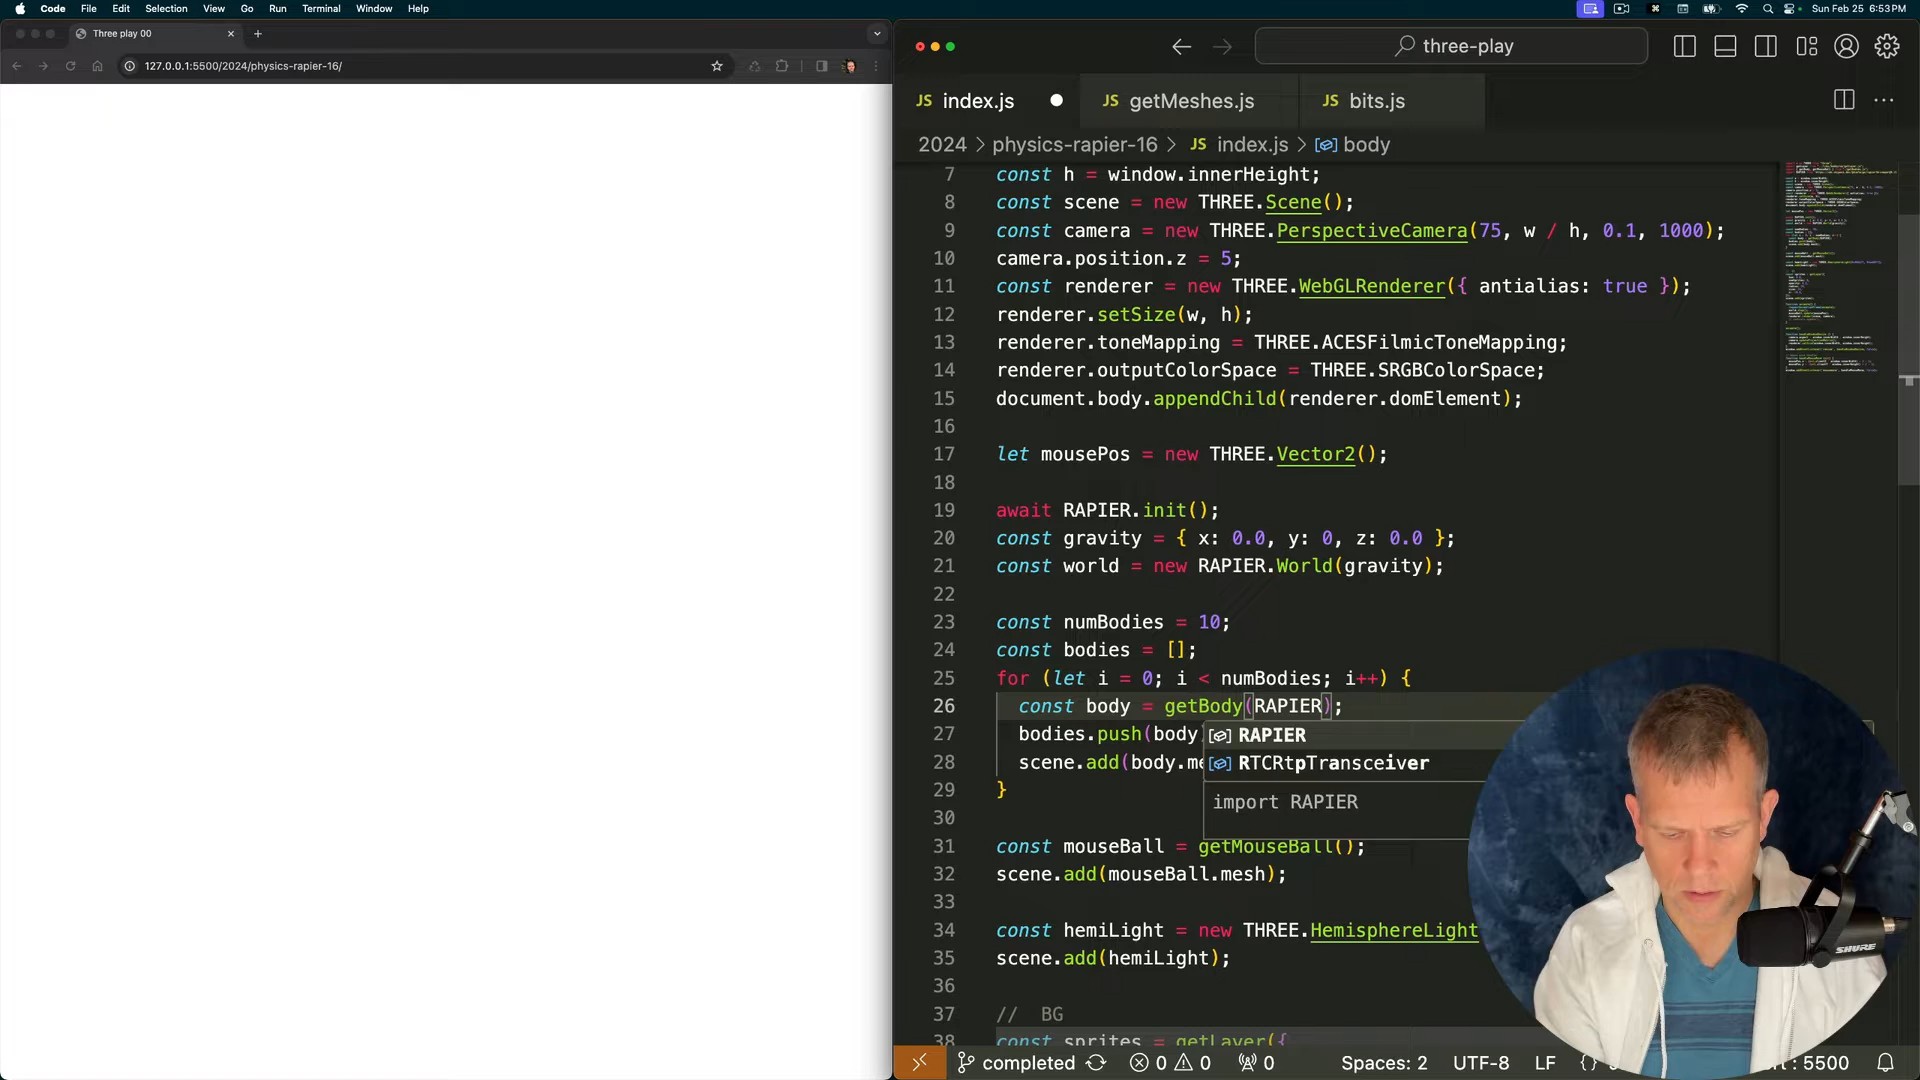 Code File Edit Selection View Go Run Terminal Window Help
Sun Feb 25 6:53 PM
Three play 00
127.0.0.1:5500/2024/physics-rapier-16/
three-play
JS index.js
JS getMeshes.js
JS bits.js
2024 > physics-rapier-16 > JS index.js > body
7 const h = window.innerHeight;
8 const scene = new THREE.Scene();
9 const camera = new THREE.PerspectiveCamera(75, w / h, 0.1, 1000);
10 camera.position.z = 5;
11 const renderer = new THREE.WebGLRenderer({ antialias: true });
12 renderer.setSize(w, h);
13 renderer.toneMapping = THREE.ACESFilmicToneMapping;
14 renderer.outputColorSpace = THREE.SRGBColorSpace;
15 document.body.appendChild(renderer.domElement);
16
17 let mousePos = new THREE.Vector2();
18
19 await RAPIER.init();
20 const gravity = { x: 0.0, y: 0, z: 0.0 };
21 const world = new RAPIER.World(gravity);
22
23 const numBodies = 10;
24 const bodies = [];
25 for (let i = 0; i < numBodies; i++) {
26 const body = getBody(RAPIER);
27 bodies.push(body
RAPIER
28 scene.add(body.me
RTCRtpTransceiver
29 }
import RAPIER
30
31 const mouseBall = getMouseBall();
32 scene.add(mouseBall.mesh);
33
34 const hemiLight = new THREE.HemisphereLight
35 scene.add(hemiLight);
36
37 // BG
38 const sprites = getLayer({
completed 0 0 0 Spaces: 2 UTF-8 LF {} : 5500
SHURE